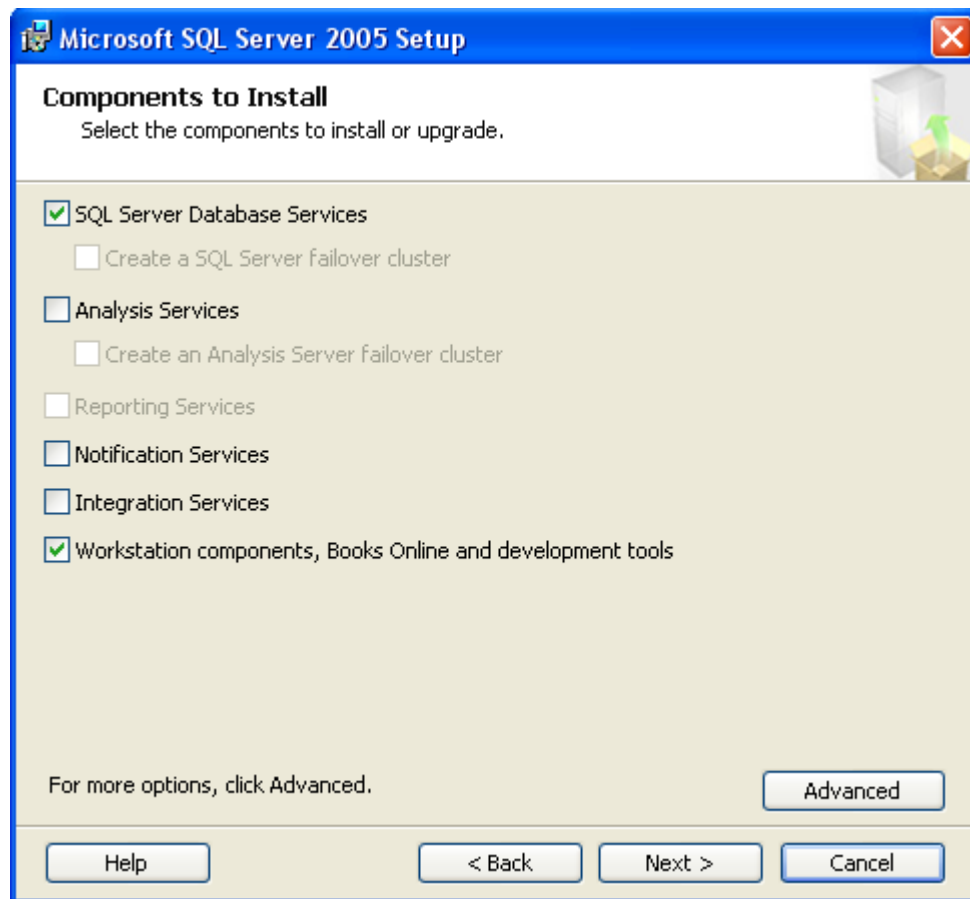 Microsoft SQL Server 2005 Setup
Components to Install
Select the components to install or upgrade.
SQL Server Database Services
Create a SQL Server failover cluster
Analysis Services
Create an Analysis Server failover cluster
Reporting Services
Notification Services
Integration Services
Workstation components, Books Online and development tools
For more options, click Advanced.
Advanced
Help
< Back
Next >
Cancel